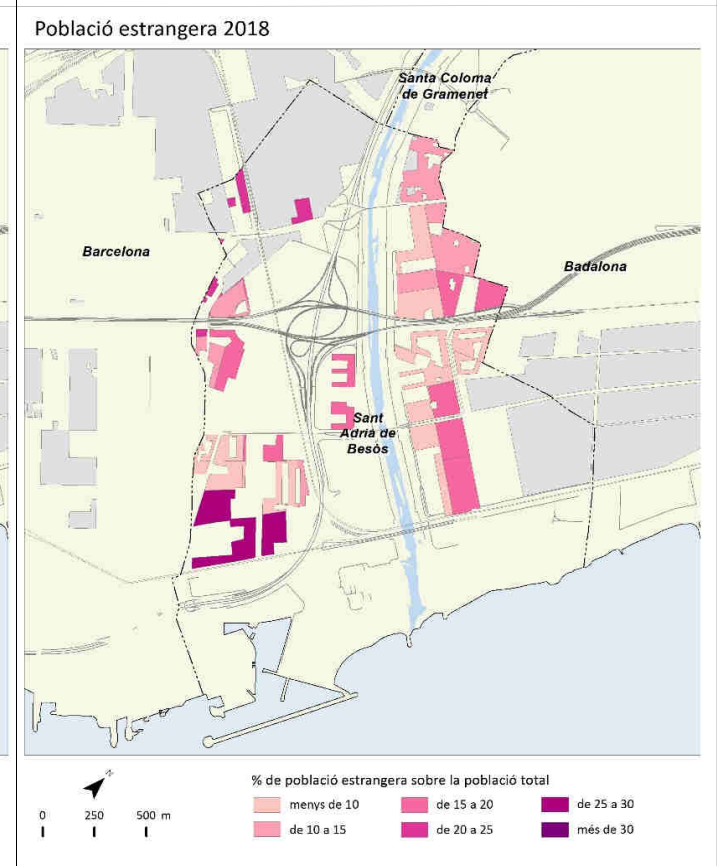 Població estrangera 2018
Santa Coloma
de Gramenet
Barcelona
Badalona
Sant
Adrià de
Besòs
N
0 250 500 m
% de població estrangera sobre la població total
menys de 10
de 15 a 20
de 25 a 30
de 10 a 15
de 20 a 25
més de 30